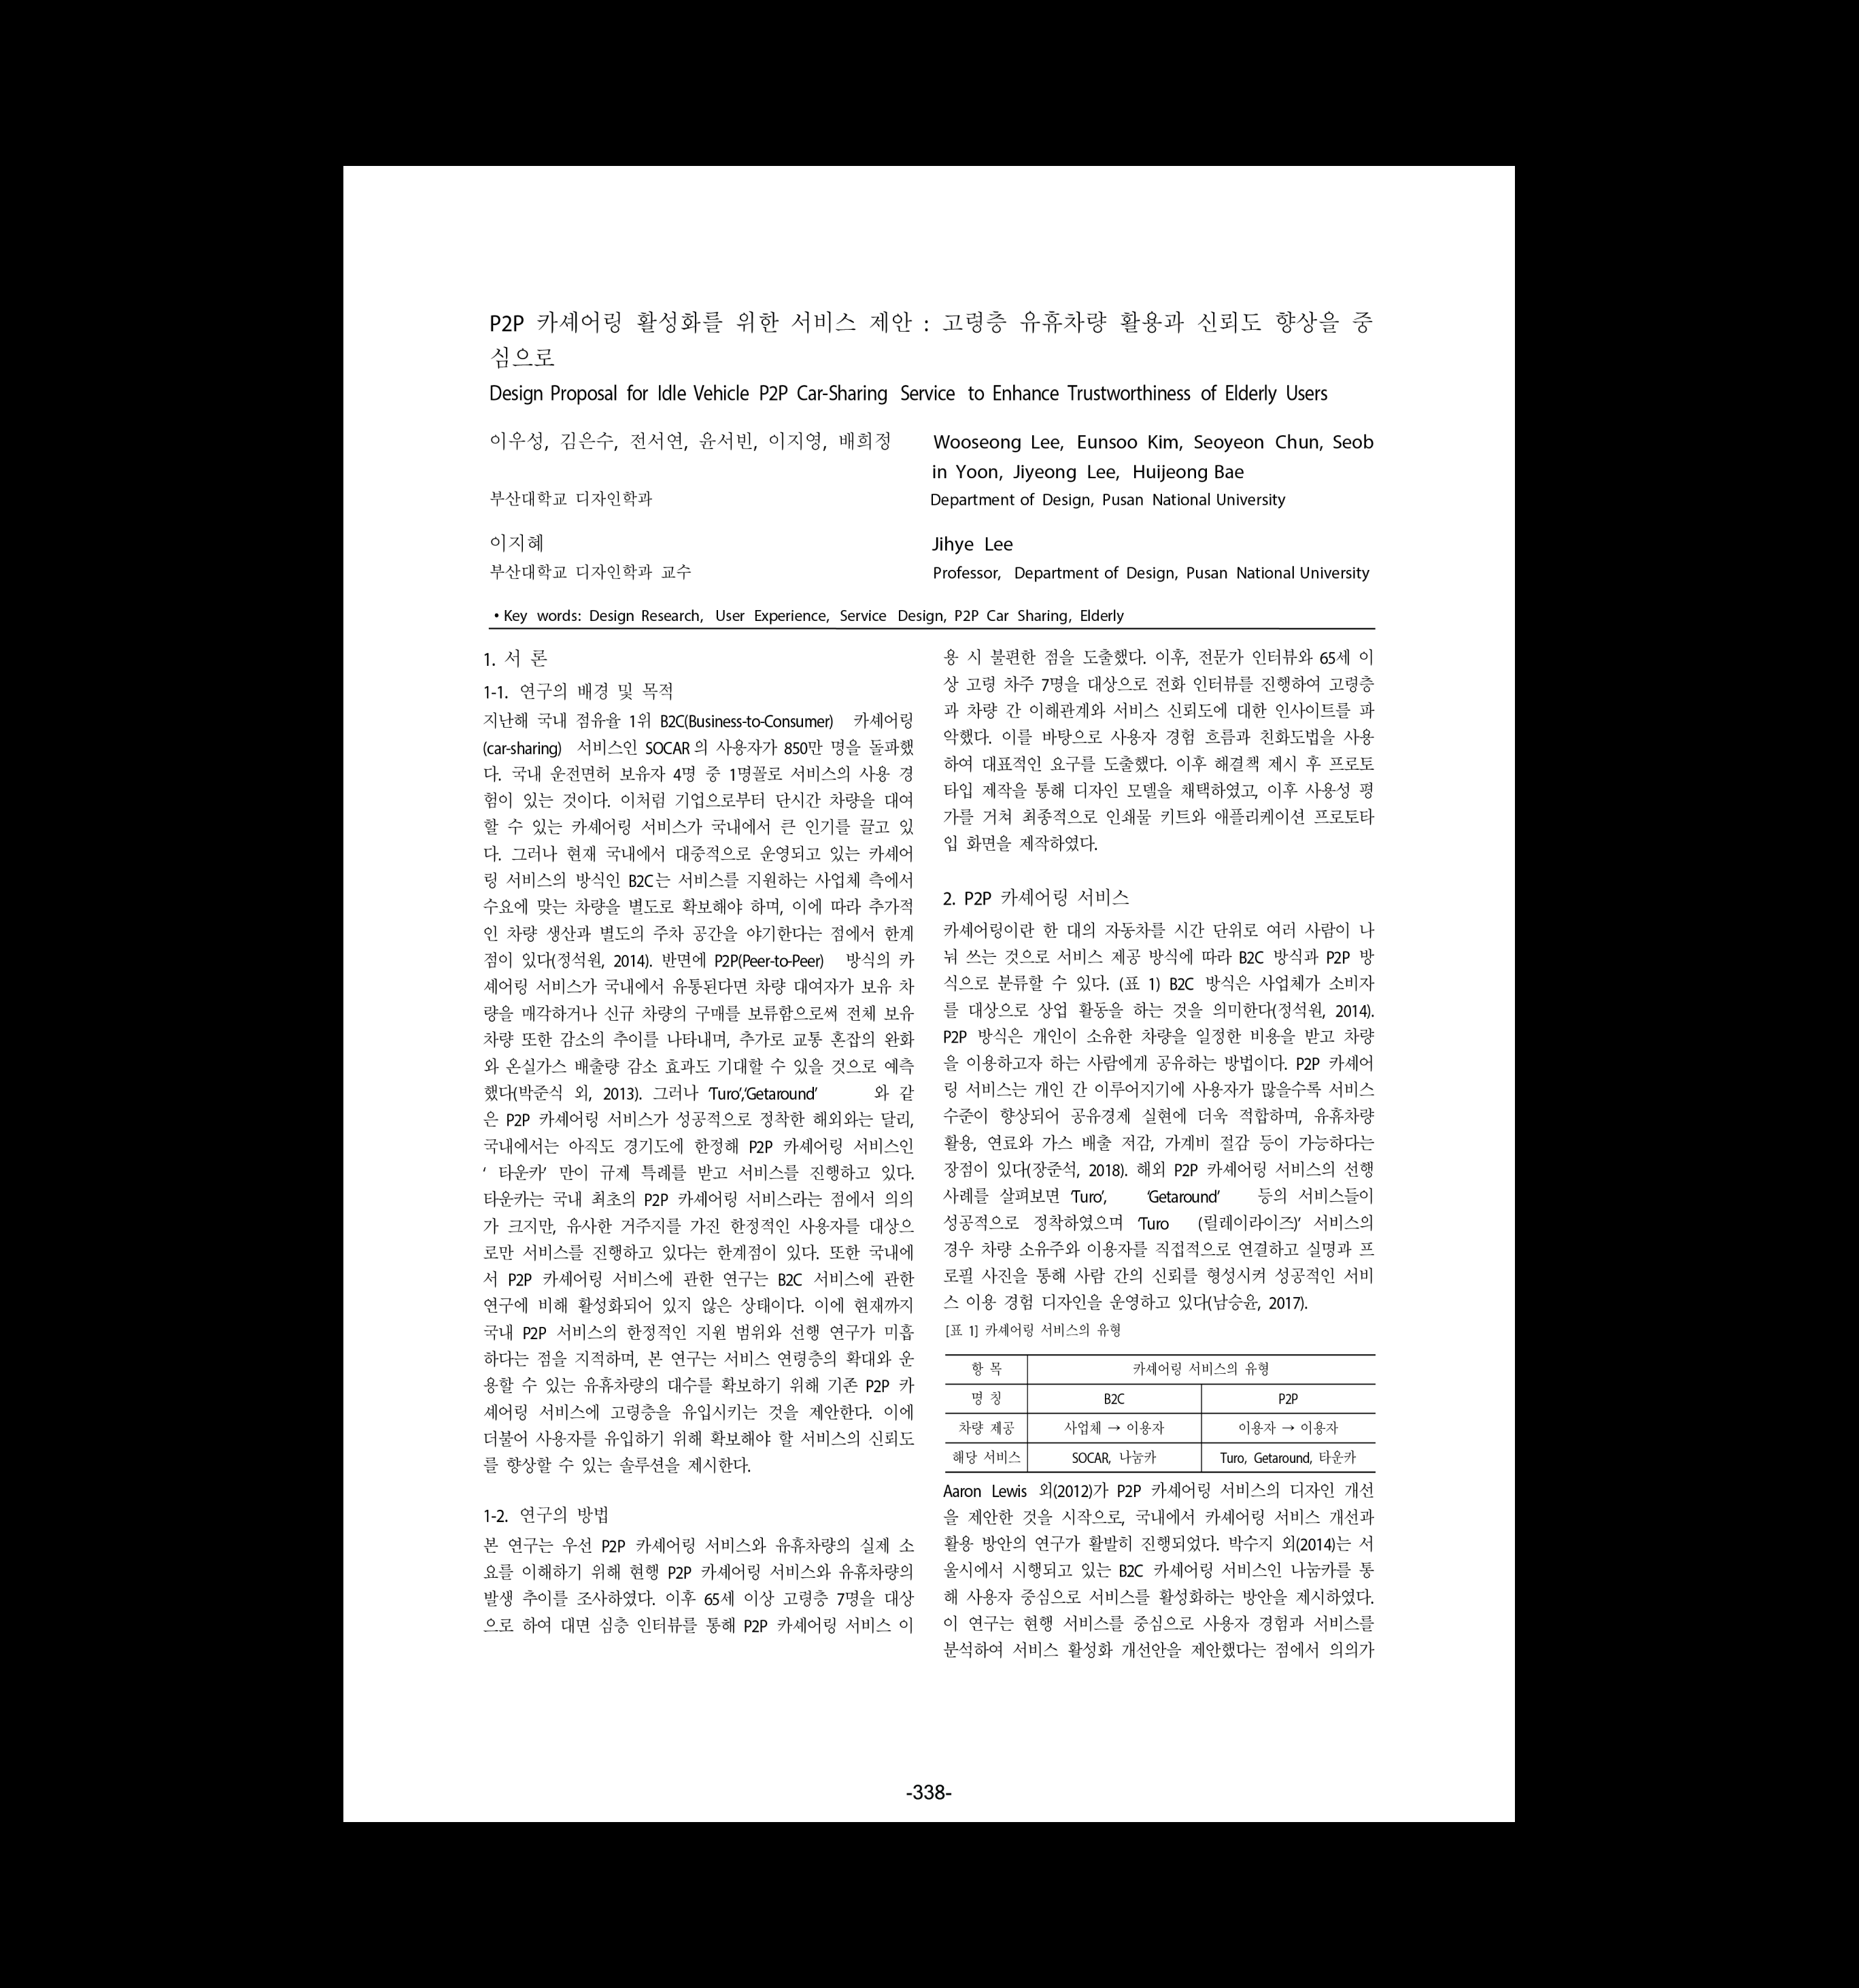 P2P 카셰어링 활성화를 위한 서비스 제안 : 고령층 유휴차량 활용과 신뢰도 향상을 중
심으로
Design Proposal for Idle Vehicle P2P Car-Sharing Service to Enhance Trustworthiness of Elderly Users
이우성, 김은수, 전서연, 윤서빈, 이지영, 배희정
Wooseong Lee, Eunsoo Kim, Seoyeon Chun, Seob
in Yoon, Jiyeong Lee, Huijeong Bae
부산대학교 디자인학과
Department of Design, Pusan National University
이지혜
Jihye Lee
부산대학교 디자인학과 교수
Professor, Department of Design, Pusan National University
• Key words: Design Research, User Experience, Service Design, P2P Car Sharing, Elderly
1. 서 론
1-1. 연구의 배경 및 목적
지난해 국내 점유율 1위 B2C(Business-to-Consumer) 카셰어링
(car-sharing) 서비스인 SOCAR 의 사용자가 850만 명을 돌파했
다. 국내 운전면허 보유자 4명 중 1명꼴로 서비스의 사용 경
험이 있는 것이다. 이처럼 기업으로부터 단시간 차량을 대여
할 수 있는 카셰어링 서비스가 국내에서 큰 인기를 끌고 있
다. 그러나 현재 국내에서 대중적으로 운영되고 있는 카셰어
링 서비스의 방식인 B2C는 서비스를 지원하는 사업체 측에서
수요에 맞는 차량을 별도로 확보해야 하며, 이에 따라 추가적
인 차량 생산과 별도의 주차 공간을 야기한다는 점에서 한계
점이 있다(정석원, 2014). 반면에 P2P(Peer-to-Peer) 방식의 카
셰어링 서비스가 국내에서 유통된다면 차량 대여자가 보유 차
량을 매각하거나 신규 차량의 구매를 보류함으로써 전체 보유
차량 또한 감소의 추이를 나타내며, 추가로 교통 혼잡의 완화
와 온실가스 배출량 감소 효과도 기대할 수 있을 것으로 예측
했다(박준식 외, 2013). 그러나 'Turo','Getaround' 와 같
은 P2P 카셰어링 서비스가 성공적으로 정착한 해외와는 달리,
국내에서는 아직도 경기도에 한정해 P2P 카셰어링 서비스인
' 타운카' 만이 규제 특례를 받고 서비스를 진행하고 있다.
타운카는 국내 최초의 P2P 카셰어링 서비스라는 점에서 의의
가 크지만, 유사한 거주지를 가진 한정적인 사용자를 대상으
로만 서비스를 진행하고 있다는 한계점이 있다. 또한 국내에
서 P2P 카셰어링 서비스에 관한 연구는 B2C 서비스에 관한
연구에 비해 활성화되어 있지 않은 상태이다. 이에 현재까지
국내 P2P 서비스의 한정적인 지원 범위와 선행 연구가 미흡
하다는 점을 지적하며, 본 연구는 서비스 연령층의 확대와 운
용할 수 있는 유휴차량의 대수를 확보하기 위해 기존 P2P 카
셰어링 서비스에 고령층을 유입시키는 것을 제안한다. 이에
더불어 사용자를 유입하기 위해 확보해야 할 서비스의 신뢰도
를 향상할 수 있는 솔루션을 제시한다.
1-2. 연구의 방법
본 연구는 우선 P2P 카셰어링 서비스와 유휴차량의 실제 소
요를 이해하기 위해 현행 P2P 카셰어링 서비스와 유휴차량의
발생 추이를 조사하였다. 이후 65세 이상 고령층 7명을 대상
으로 하여 대면 심층 인터뷰를 통해 P2P 카셰어링 서비스 이
용 시 불편한 점을 도출했다. 이후, 전문가 인터뷰와 65세 이
상 고령 차주 7명을 대상으로 전화 인터뷰를 진행하여 고령층
과 차량 간 이해관계와 서비스 신뢰도에 대한 인사이트를 파
악했다. 이를 바탕으로 사용자 경험 흐름과 친화도법을 사용
하여 대표적인 요구를 도출했다. 이후 해결책 제시 후 프로토
타입 제작을 통해 디자인 모델을 채택하였고, 이후 사용성 평
가를 거쳐 최종적으로 인쇄물 키트와 애플리케이션 프로토타
입 화면을 제작하였다.
2. P2P 카셰어링 서비스
카셰어링이란 한 대의 자동차를 시간 단위로 여러 사람이 나
눠 쓰는 것으로 서비스 제공 방식에 따라 B2C 방식과 P2P 방
식으로 분류할 수 있다. (표 1) B2C 방식은 사업체가 소비자
를 대상으로 상업 활동을 하는 것을 의미한다(정석원, 2014).
P2P 방식은 개인이 소유한 차량을 일정한 비용을 받고 차량
을 이용하고자 하는 사람에게 공유하는 방법이다. P2P 카셰어
링 서비스는 개인 간 이루어지기에 사용자가 많을수록 서비스
수준이 향상되어 공유경제 실현에 더욱 적합하며, 유휴차량
활용, 연료와 가스 배출 저감, 가계비 절감 등이 가능하다는
장점이 있다(장준석, 2018). 해외 P2P 카셰어링 서비스의 선행
사례를 살펴보면 'Turo', 'Getaround' 등의 서비스들이
성공적으로 정착하였으며 'Turo (릴레이라이즈)' 서비스의
경우 차량 소유주와 이용자를 직접적으로 연결하고 실명과 프
로필 사진을 통해 사람 간의 신뢰를 형성시켜 성공적인 서비
스 이용 경험 디자인을 운영하고 있다(남승윤, 2017).
[표 1] 카셰어링 서비스의 유형
항 목 카셰어링 서비스의 유형
명 칭 B2C P2P
차량 제공 사업체 → 이용자 이용자 → 이용자
해당 서비스 SOCAR, 나눔카 Turo, Getaround, 타운카
Aaron Lewis 외(2012)가 P2P 카셰어링 서비스의 디자인 개선
을 제안한 것을 시작으로, 국내에서 카셰어링 서비스 개선과
활용 방안의 연구가 활발히 진행되었다. 박수지 외(2014)는 서
울시에서 시행되고 있는 B2C 카셰어링 서비스인 나눔카를 통
해 사용자 중심으로 서비스를 활성화하는 방안을 제시하였다.
이 연구는 현행 서비스를 중심으로 사용자 경험과 서비스를
분석하여 서비스 활성화 개선안을 제안했다는 점에서 의의가
-338-